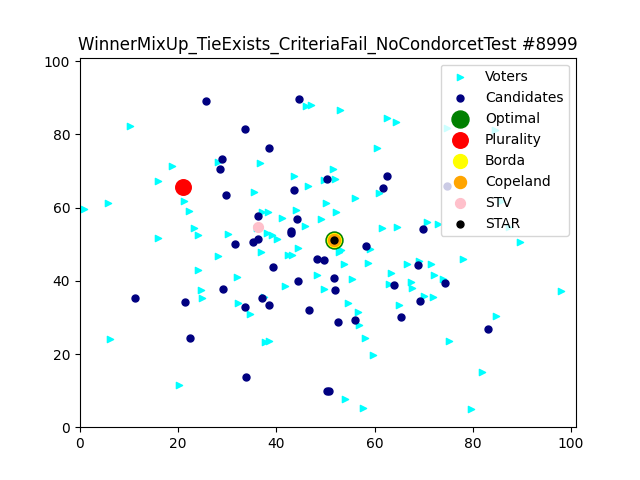 WinnerMixUp_TieExists_CriteriaFail_NoCondorcetTest #8999
100
80
60
40
20
0
0 20 40 60 80 100
Voters
Candidates
Optimal
Plurality
Borda
Copeland
STV
STAR